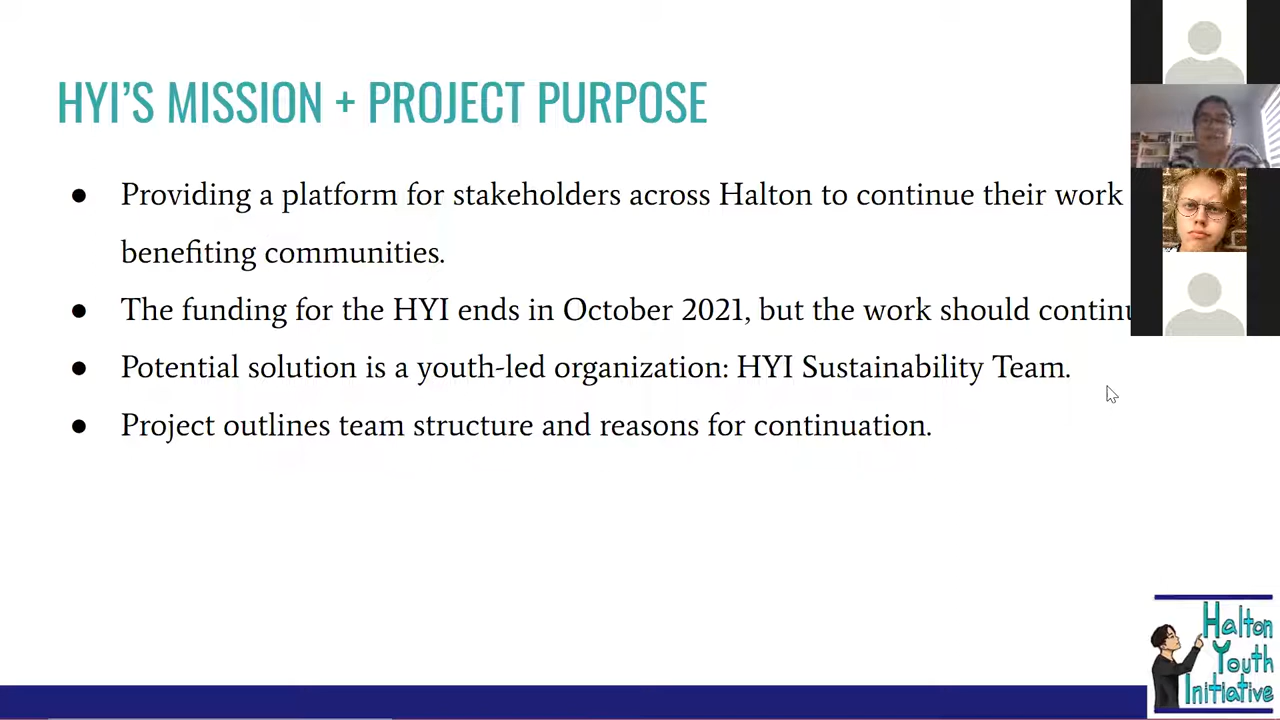 HYI'S MISSION + PROJECT PURPOSE
● Providing a platform for stakeholders across Halton to continue their work
benefiting communities.
● The funding for the HYI ends in October 2021, but the work should continu
● Potential solution is a youth-led organization: HYI Sustainability Team.
● Project outlines team structure and reasons for continuation.
Halton
Youth
Initiative